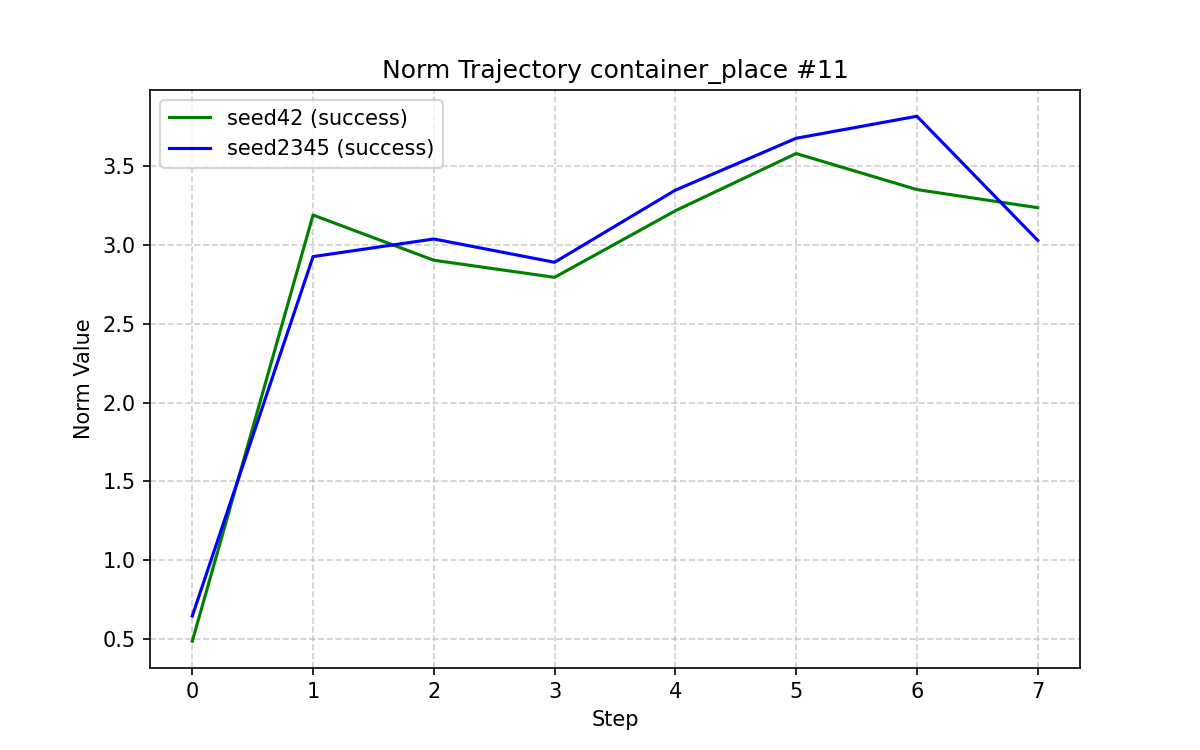 Norm Trajectory container_place #11
seed42 (success)
seed2345 (success)
Norm Value
3.5
3.0
2.5
2.0
1.5
1.0
0.5
0 1 2 3 4 5 6 7
Step